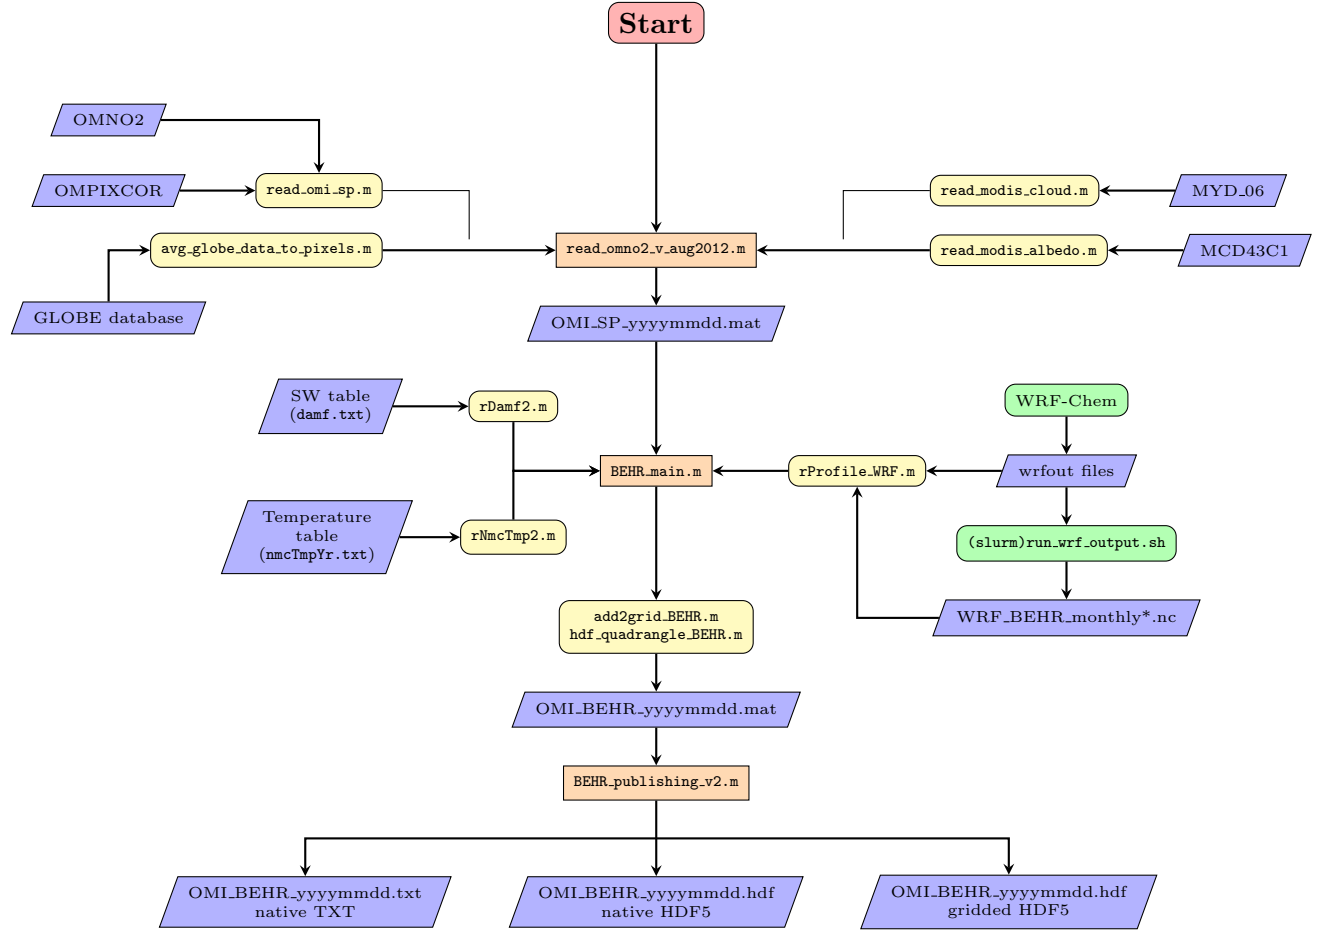 Start
OMNO2
OMPIXCOR
read_omi_sp.m
read_modis_cloud.m
MYD_06
avg_globe_data_to_pixels.m
read_omno2_v_aug2012.m
read_modis_albedo.m
MCD43C1
GLOBE database
OMI_SP_yyyymmdd.mat
SW table
(damf.txt)
rDamf2.m
WRF-Chem
BEHR_main.m
rProfile_WRF.m
wrfout files
Temperature
table
(nmcTmpYr.txt)
rNmcTmp2.m
(slurm)run_wrf_output.sh
add2grid_BEHR.m
hdf_quadrangle_BEHR.m
WRF_BEHR_monthly*.nc
OMI_BEHR_yyyymmdd.mat
BEHR_publishing_v2.m
OMI_BEHR_yyyymmdd.txt
native TXT
OMI_BEHR_yyyymmdd.hdf
native HDF5
OMI_BEHR_yyyymmdd.hdf
gridded HDF5